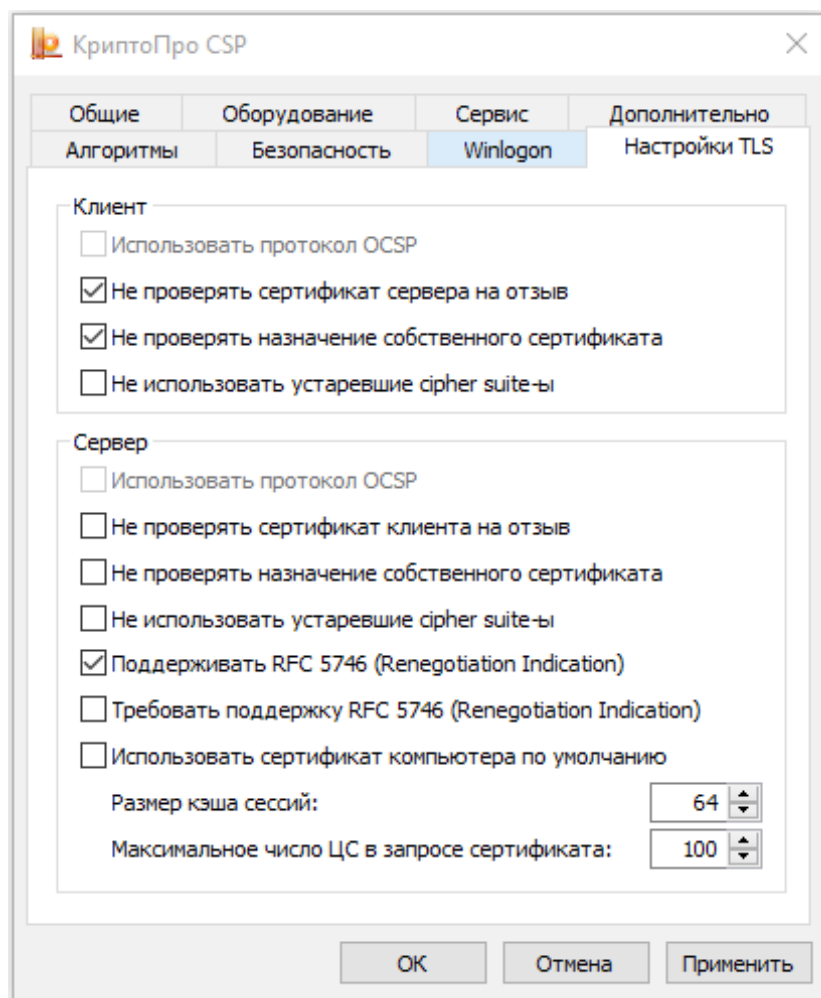 КриптоПро CSP
Общие Оборудование Сервис Дополнительно
Алгоритмы Безопасность Winlogon Настройки TLS
Клиент
Использовать протокол OCSP
Не проверять сертификат сервера на отзыв
Не проверять назначение собственного сертификата
Не использовать устаревшие cipher suite-ы
Сервер
Использовать протокол OCSP
Не проверять сертификат клиента на отзыв
Не проверять назначение собственного сертификата
Не использовать устаревшие cipher suite-ы
Поддерживать RFC 5746 (Renegotiation Indication)
Требовать поддержку RFC 5746 (Renegotiation Indication)
Использовать сертификат компьютера по умолчанию
Размер кэша сессий: 64
Максимальное число ЦС в запросе сертификата: 100
ОК Отмена Применить